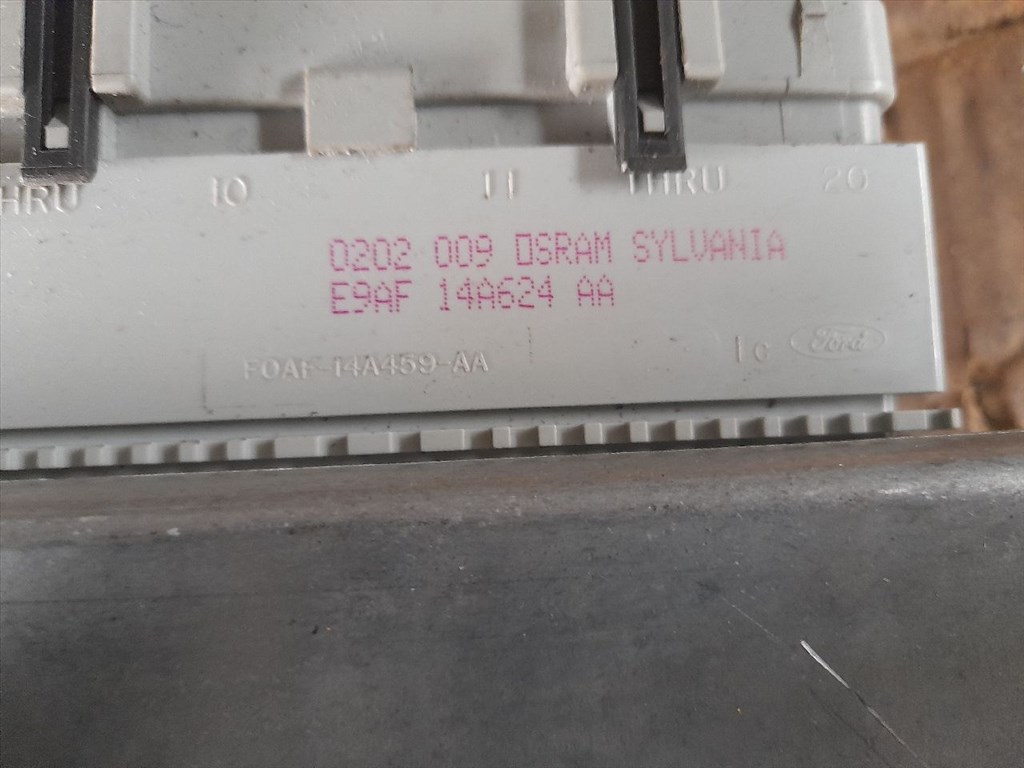 THRU 10 11 THRU 20
0202 009 OSRAM SYLVANIA
E9AF 14A624 AA
F0AF-14A459-AA
1C Ford